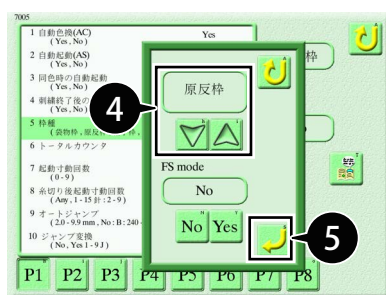 7005
1 自動色換(AC)
Yes
( Yes , No )
2 自動起動(AS)
( Yes , No )
枠
3 同色時の自動起動
( Yes , No )
4 刺繍終了後の
( Yes , No )
5 枠種
( 袋物枠 , 原反
枠 ,
6 トータルカウンタ
7 起動寸動回数
( 0 - 9 )
8 糸切り後起動寸動回数
( Any , 1 - 15 針 : 2 - 9 )
9 オートジャンプ
( 2.0 - 9.9 mm , No : B : 240 -
10 ジャンプ変換
( No , Yes 1 - 9 J )
4
原反枠
FS mode
No
No
Yes
5
P1
P2
P3
P4
P5
P6
P7
P8